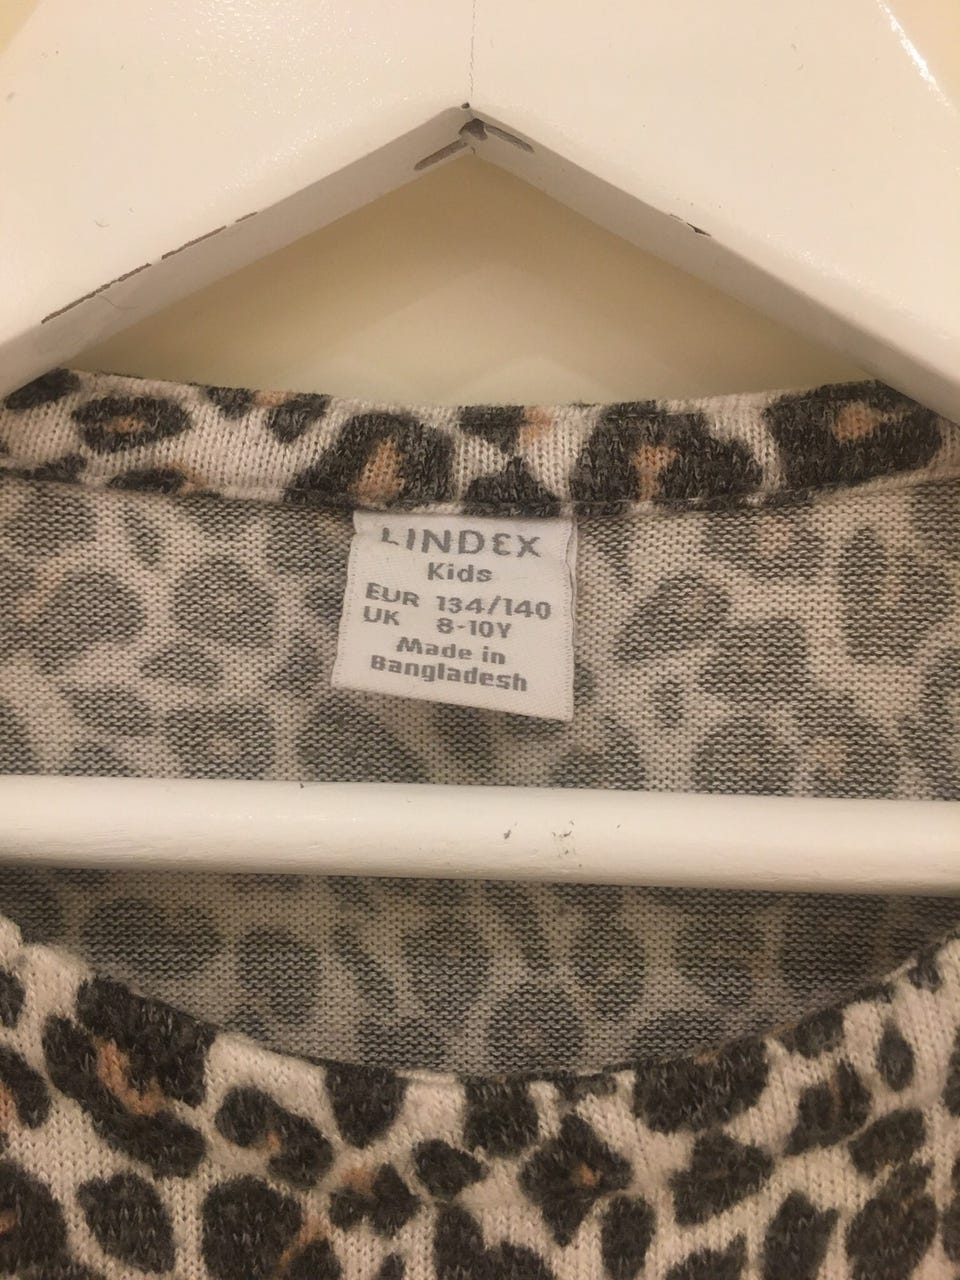 LINDEX
Kids
EUR 134/140
UK 8-10Y
Made in
Bangladesh